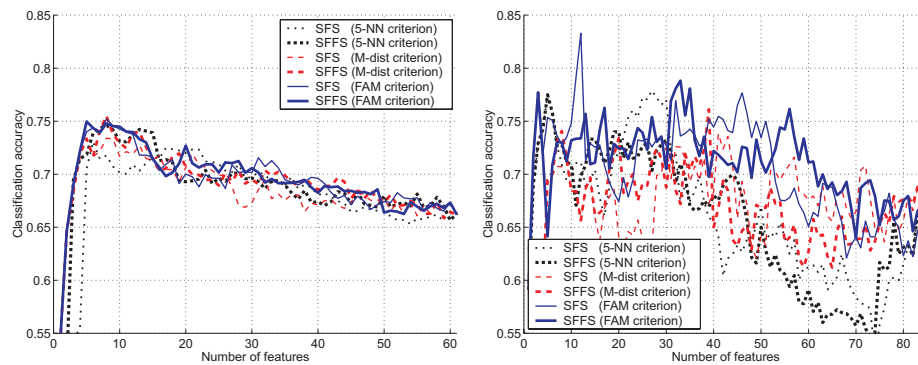 0.85
0.8
0.75
0.7
0.65
0.6
0.55
0
10
20
30
40
50
60
Number of features
Classification accuracy
SFS (5-NN criterion)
SFFS (5-NN criterion)
SFS (M-dist criterion)
SFFS (M-dist criterion)
SFS (FAM criterion)
SFFS (FAM criterion)
0.85
0.8
0.75
0.7
0.65
0.6
0.55
0
10
20
30
40
50
60
70
80
Number of features
Classification accuracy
SFS (5-NN criterion)
SFFS (5-NN criterion)
SFS (M-dist criterion)
SFFS (M-dist criterion)
SFS (FAM criterion)
SFFS (FAM criterion)